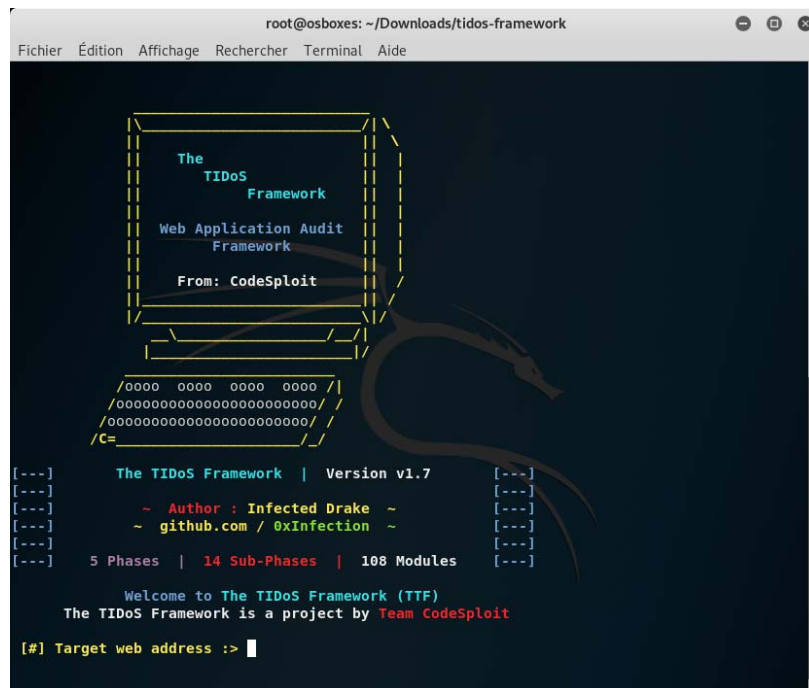 root@osboxes: ~/Downloads/tidos-framework
Fichier Édition Affichage Rechercher Terminal Aide
The
TIDoS
Framework
Web Application Audit
Framework
From: CodeSploit
/oooo oooo oooo oooo /|
/oooooooooooooooooooooo/ /
/oooooooooooooooooooooo/ /
/C=_____________________/_/
[---] The TIDoS Framework | Version v1.7 [---]
[---] [---]
[---] ~ Author : Infected Drake ~ [---]
[---] ~ github.com / 0xInfection ~ [---]
[---] [---]
[---] 5 Phases | 14 Sub-Phases | 108 Modules [---]
Welcome to The TIDoS Framework (TTF)
The TIDoS Framework is a project by Team CodeSploit
[#] Target web address :>